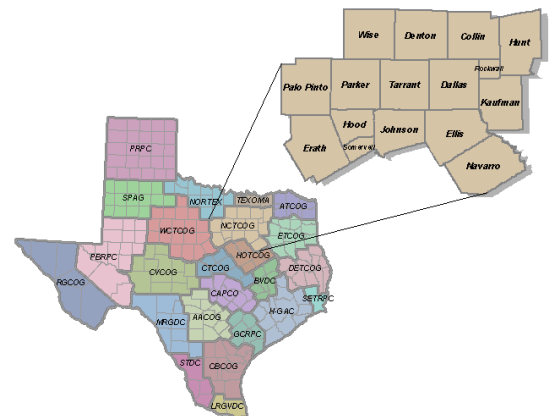 Wise
Denton
Collin
Hunt
Rockwall
Palo Pinto
Parker
Tarrant
Dallas
Kaufman
Hood
Johnson
Ellis
Erath
Somervell
Navarro
PRPC
SPAG
NORTEX
TEXOMA
ATCOG
WCTCOG
NCTCOG
ETCOG
PBRPC
HOTCOG
RGCOG
CVCOG
CTCOG
BVDC
DETCOG
CAPCO
SETRPC
MRGDC
AACOG
H-GAC
GCRPC
STDC
CBCOG
LRGVDC